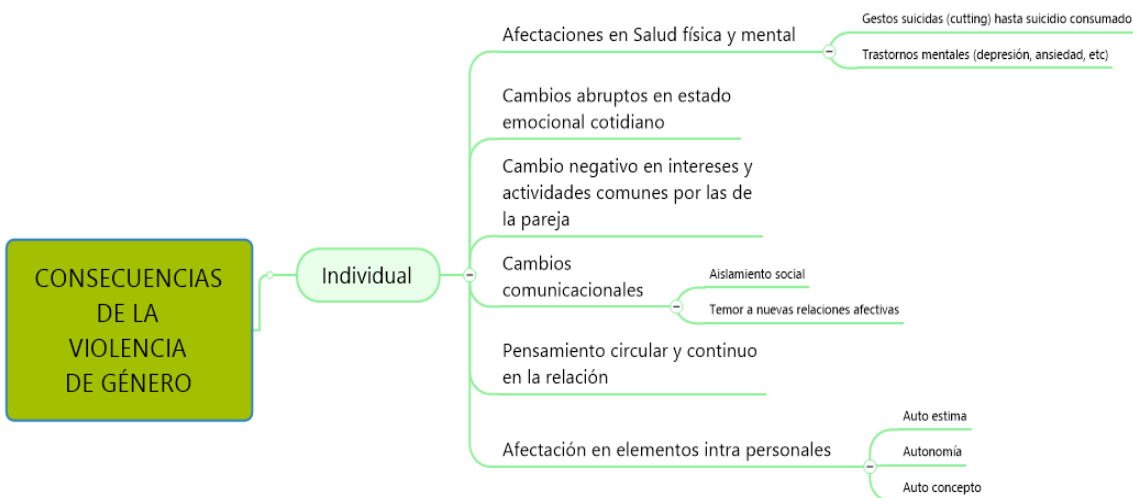 CONSECUENCIAS
DE LA
VIOLENCIA
DE GÉNERO
Individual
Afectaciones en Salud física y mental
Gestos suicidas (cutting) hasta suicidio consumado
Trastornos mentales (depresión, ansiedad, etc)
Cambios abruptos en estado
emocional cotidiano
Cambio negativo en intereses y
actividades comunes por las de
la pareja
Cambios
comunicacionales
Aislamiento social
Temor a nuevas relaciones afectivas
Pensamiento circular y continuo
en la relación
Afectación en elementos intra personales
Auto estima
Autonomía
Auto concepto